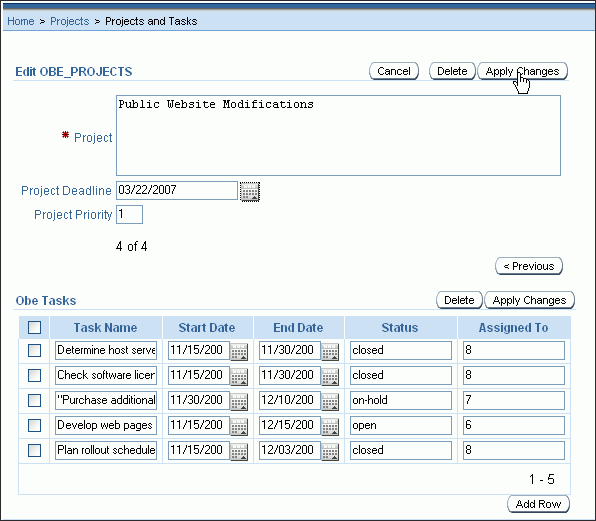 Home > Projects > Projects and Tasks
Edit OBE_PROJECTS Cancel Delete Apply Changes
* Project Public Website Modifications
Project Deadline 03/22/2007
Project Priority 1
4 of 4
< Previous
Obe Tasks Delete Apply Changes
Task Name Start Date End Date Status Assigned To
Determine host serve 11/15/200 11/30/200 closed 8
Check software licen 11/15/200 11/30/200 closed 8
"Purchase additional 11/30/200 12/10/200 on-hold 7
Develop web pages 11/15/200 12/15/200 open 6
Plan rollout schedule 11/15/200 12/03/200 closed 8
1 - 5
Add Row